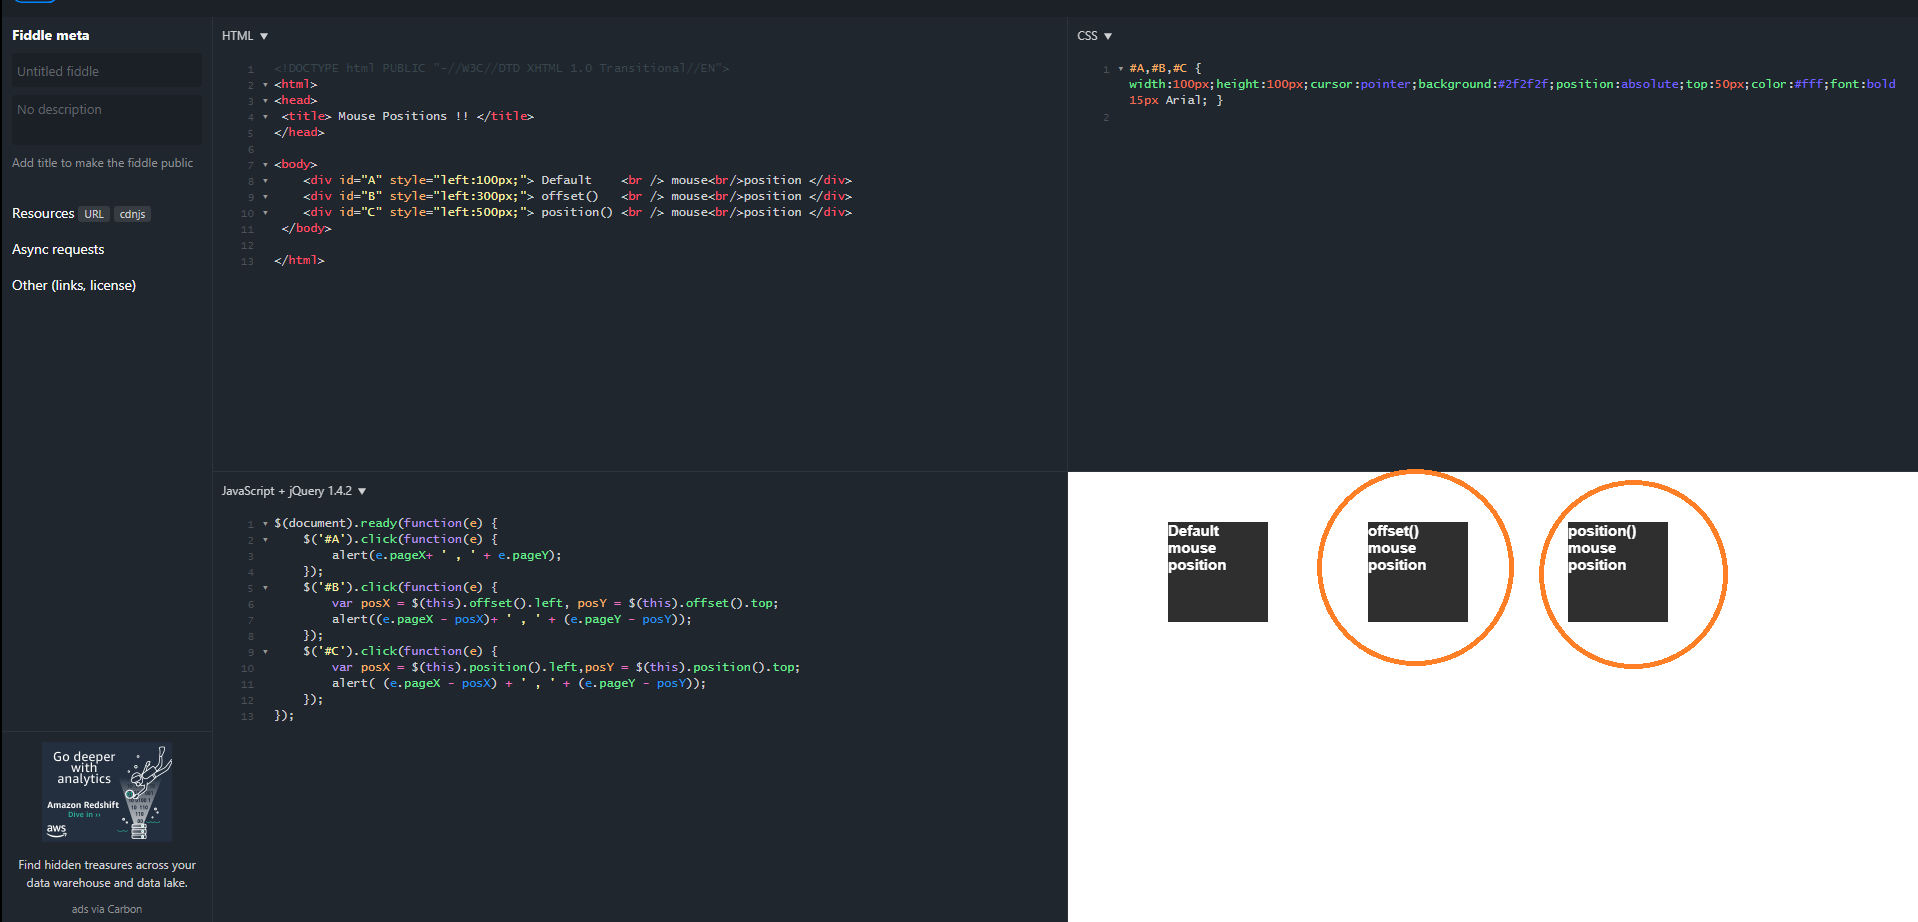 Fiddle meta
Untitled fiddle
No description
Add title to make the fiddle public
Resources URL cdnjs
Async requests
Other (links, license)
Go deeper
with
analytics
Amazon Redshift
Dive in ››
aws
Find hidden treasures across your
data warehouse and data lake.
ads via Carbon
HTML ▼
1 <!DOCTYPE html PUBLIC "-//W3C//DTD XHTML 1.0 Transitional//EN">
2 <html>
3 <head>
4  <title> Mouse Positions !! </title>
5 </head>
6
7 <body>
8     <div id="A" style="left:100px;"> Default    <br /> mouse<br/>position </div>
9     <div id="B" style="left:300px;"> offset()   <br /> mouse<br/>position </div>
10     <div id="C" style="left:500px;"> position() <br /> mouse<br/>position </div>
11  </body>
12
13 </html>
CSS ▼
1 #A,#B,#C {
width:100px;height:100px;cursor:pointer;background:#2f2f2f;position:absolute;top:50px;color:#fff;font:bold
15px Arial; }
2
JavaScript + jQuery 1.4.2 ▼
1 $(document).ready(function(e) {
2     $('#A').click(function(e) {
3         alert(e.pageX+ ' , ' + e.pageY);
4     });
5     $('#B').click(function(e) {
6         var posX = $(this).offset().left, posY = $(this).offset().top;
7         alert((e.pageX - posX)+ ' , ' + (e.pageY - posY));
8     });
9     $('#C').click(function(e) {
10         var posX = $(this).position().left,posY = $(this).position().top;
11         alert( (e.pageX - posX) + ' , ' + (e.pageY - posY));
12     });
13 });
Default
mouse
position
offset()
mouse
position
position()
mouse
position